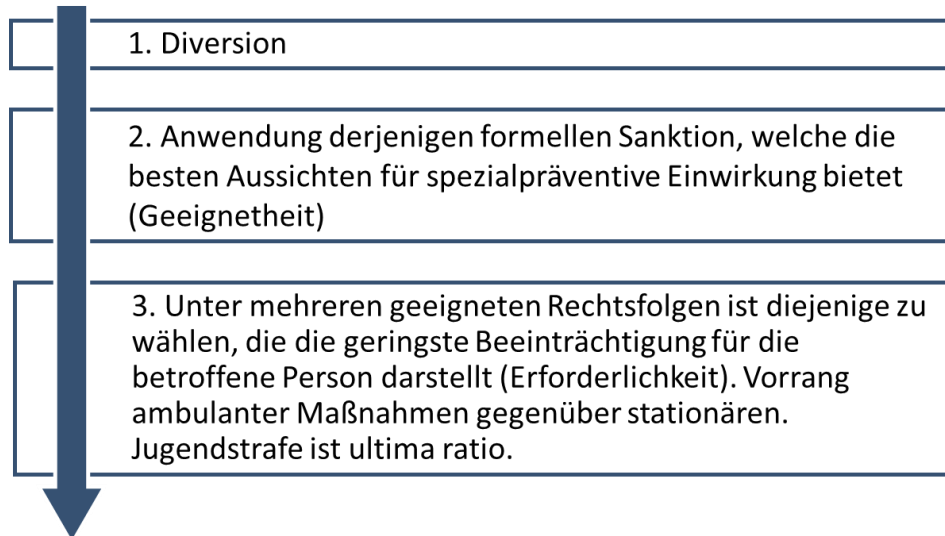 1. Diversion
2. Anwendung derjenigen formellen Sanktion, welche die
besten Aussichten für spezialpräventive Einwirkung bietet
(Geeignetheit)
3. Unter mehreren geeigneten Rechtsfolgen ist diejenige zu
wählen, die die geringste Beeinträchtigung für die
betroffene Person darstellt (Erforderlichkeit). Vorrang
ambulanter Maßnahmen gegenüber stationären.
Jugendstrafe ist ultima ratio.